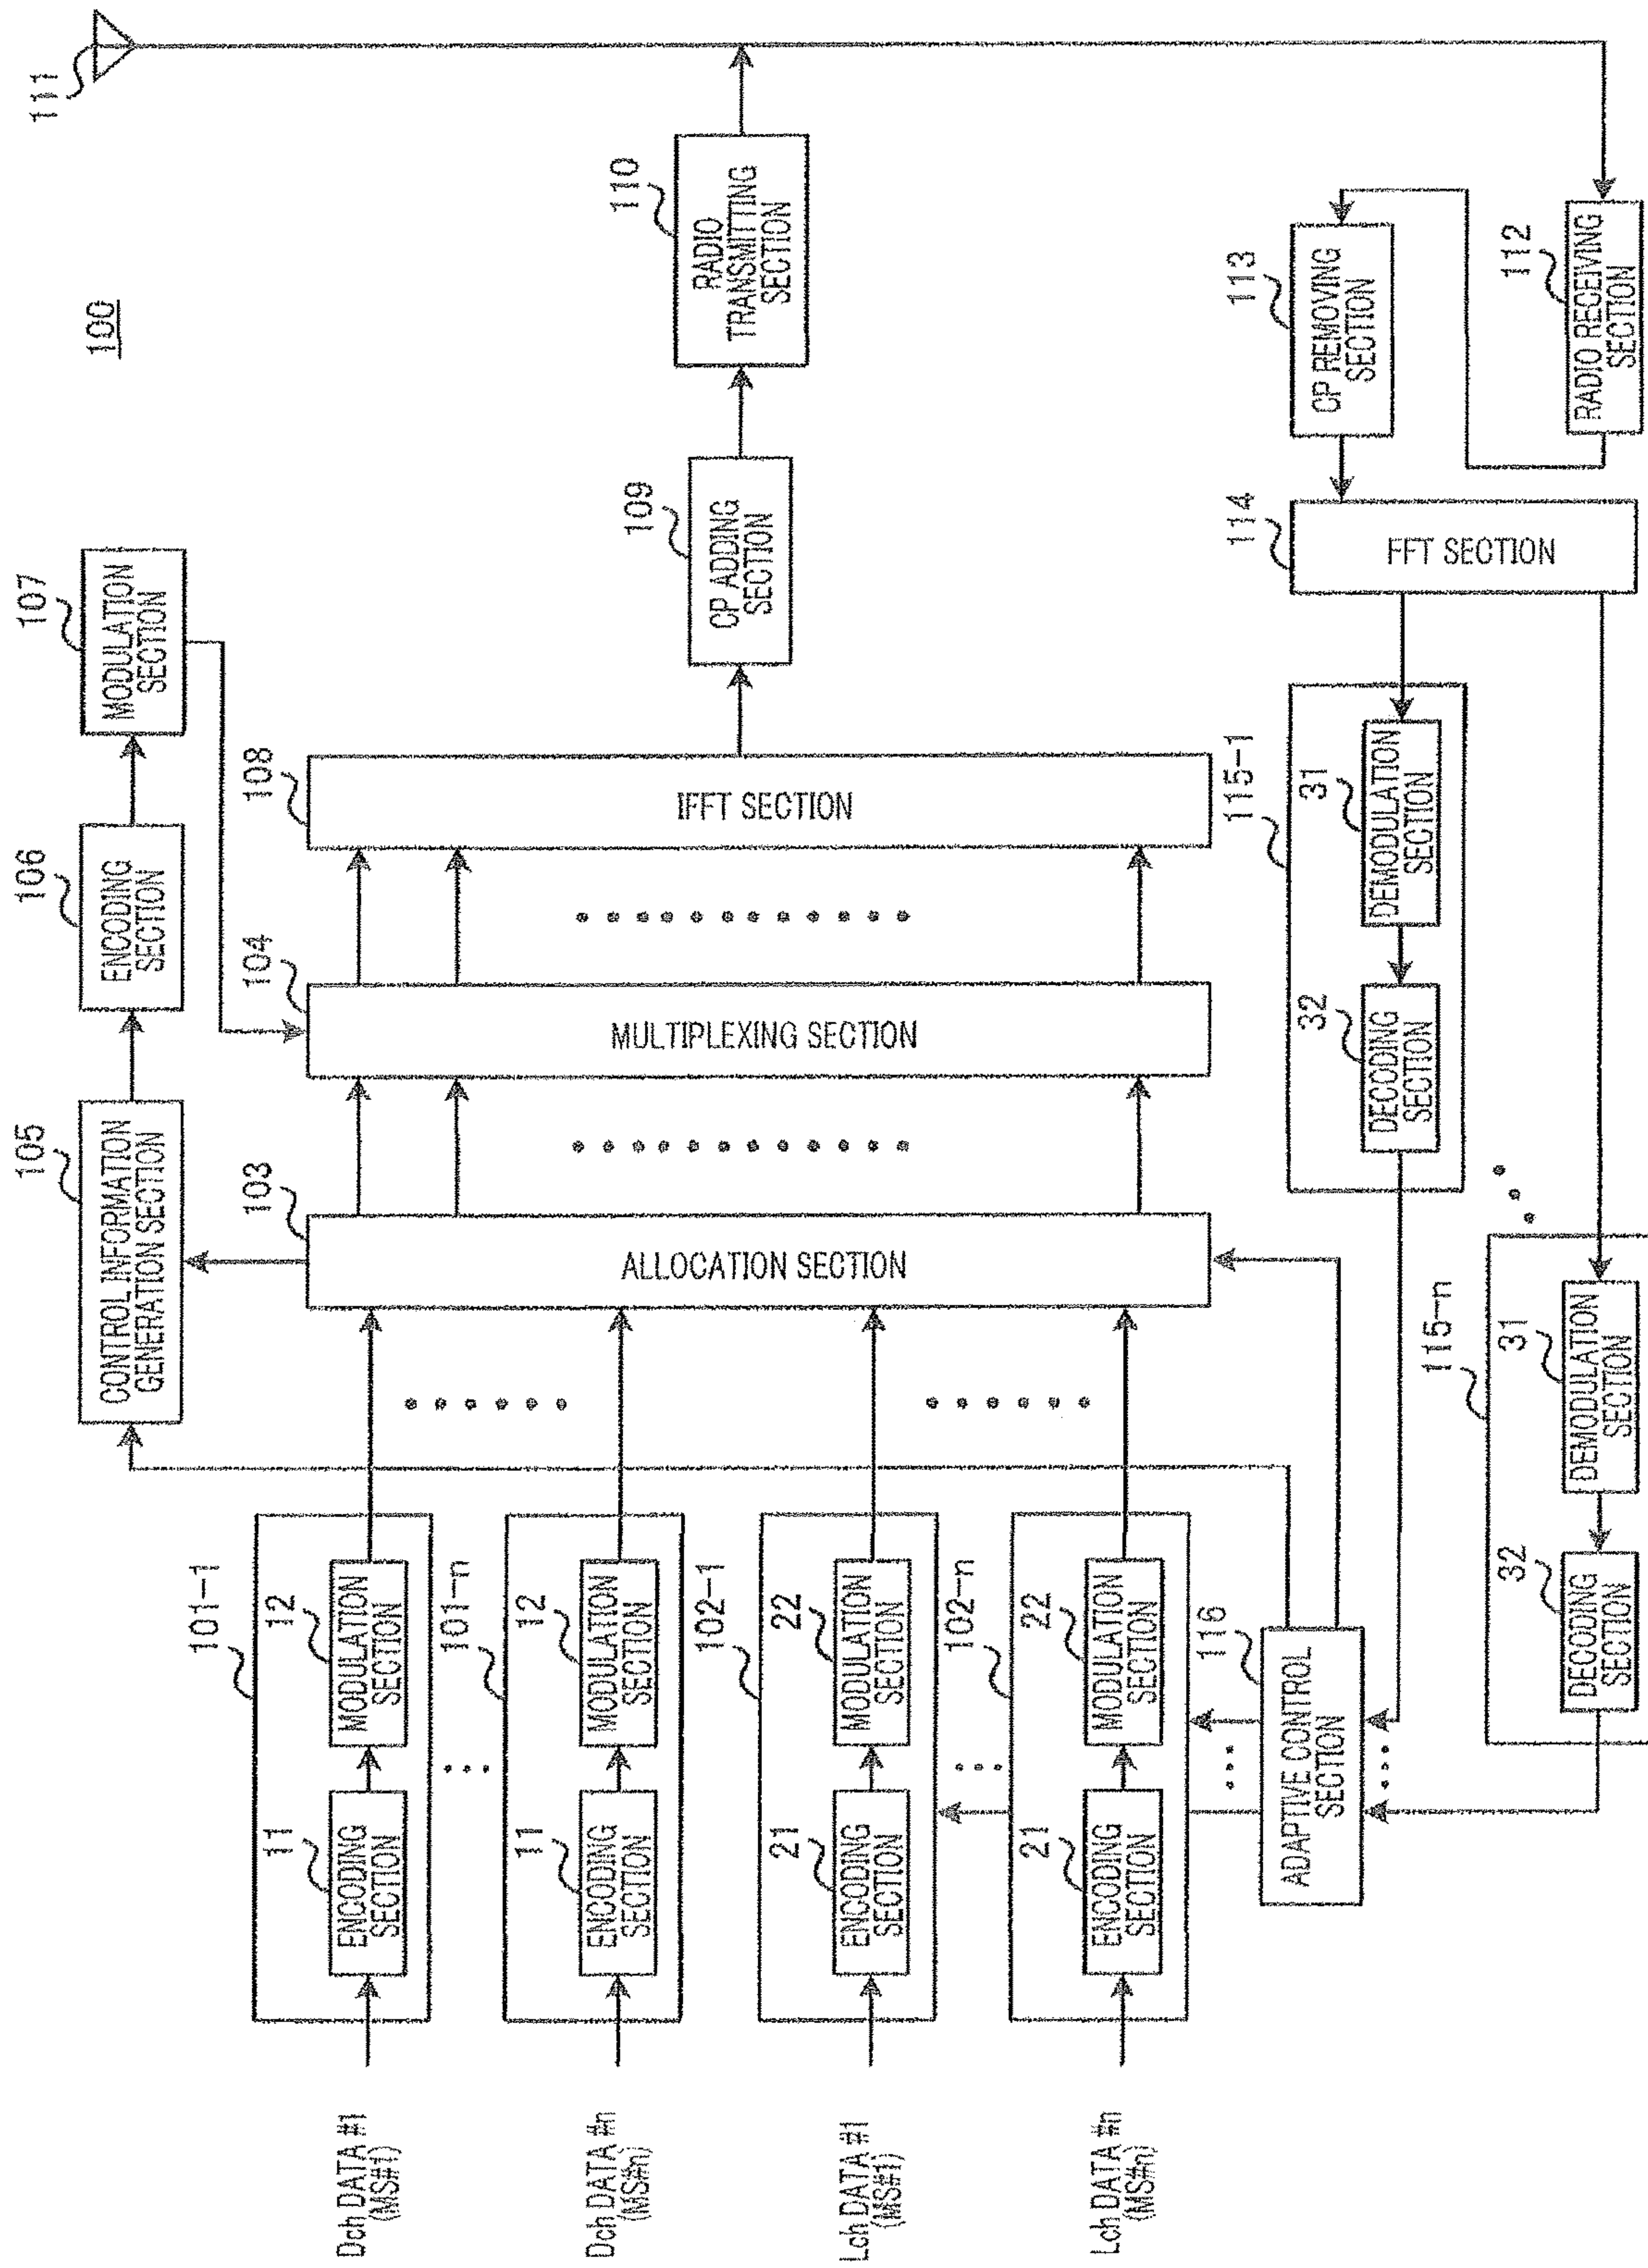 100
Dch DATA #1
(MS#1)
101-1
11
ENCODING
SECTION
12
MODULATION
SECTION
Dch DATA #n
(MS#n)
101-n
11
ENCODING
SECTION
12
MODULATION
SECTION
Lch DATA #1
(MS#1)
102-1
21
ENCODING
SECTION
22
MODULATION
SECTION
Lch DATA #n
(MS#n)
102-n
21
ENCODING
SECTION
22
MODULATION
SECTION
103
ALLOCATION SECTION
104
MULTIPLEXING SECTION
105
CONTROL INFORMATION
GENERATION SECTION
106
ENCODING
SECTION
107
MODULATION
SECTION
108
IFFT SECTION
109
CP ADDING
SECTION
110
RADIO
TRANSMITTING
SECTION
111
112
RADIO RECEIVING
SECTION
113
CP REMOVING
SECTION
114
FFT SECTION
115-1
31
DEMODULATION
SECTION
32
DECODING
SECTION
115-n
31
DEMODULATION
SECTION
32
DECODING
SECTION
116
ADAPTIVE CONTROL
SECTION